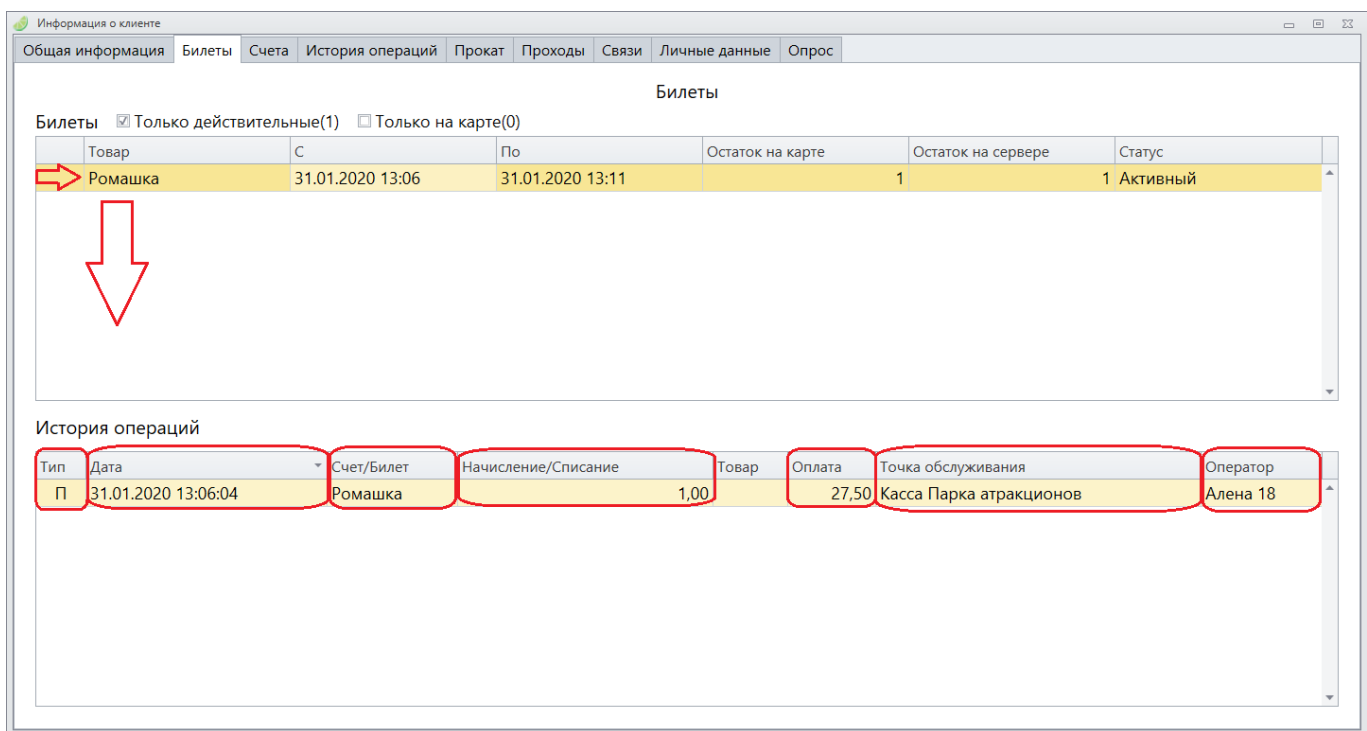 Информация о клиенте
Общая информация Билеты Счета История операций Прокат Проходы Связи Личные данные Опрос
Билеты
Билеты Только действительные(1) Только на карте(0)
Товар С По Остаток на карте Остаток на сервере Статус
Ромашка 31.01.2020 13:06 31.01.2020 13:11 1 1 Активный
История операций
Тип Дата Счет/Билет Начисление/Списание Товар Оплата Точка обслуживания Оператор
П 31.01.2020 13:06:04 Ромашка 1,00 27,50 Касса Парка атракционов Алена 18